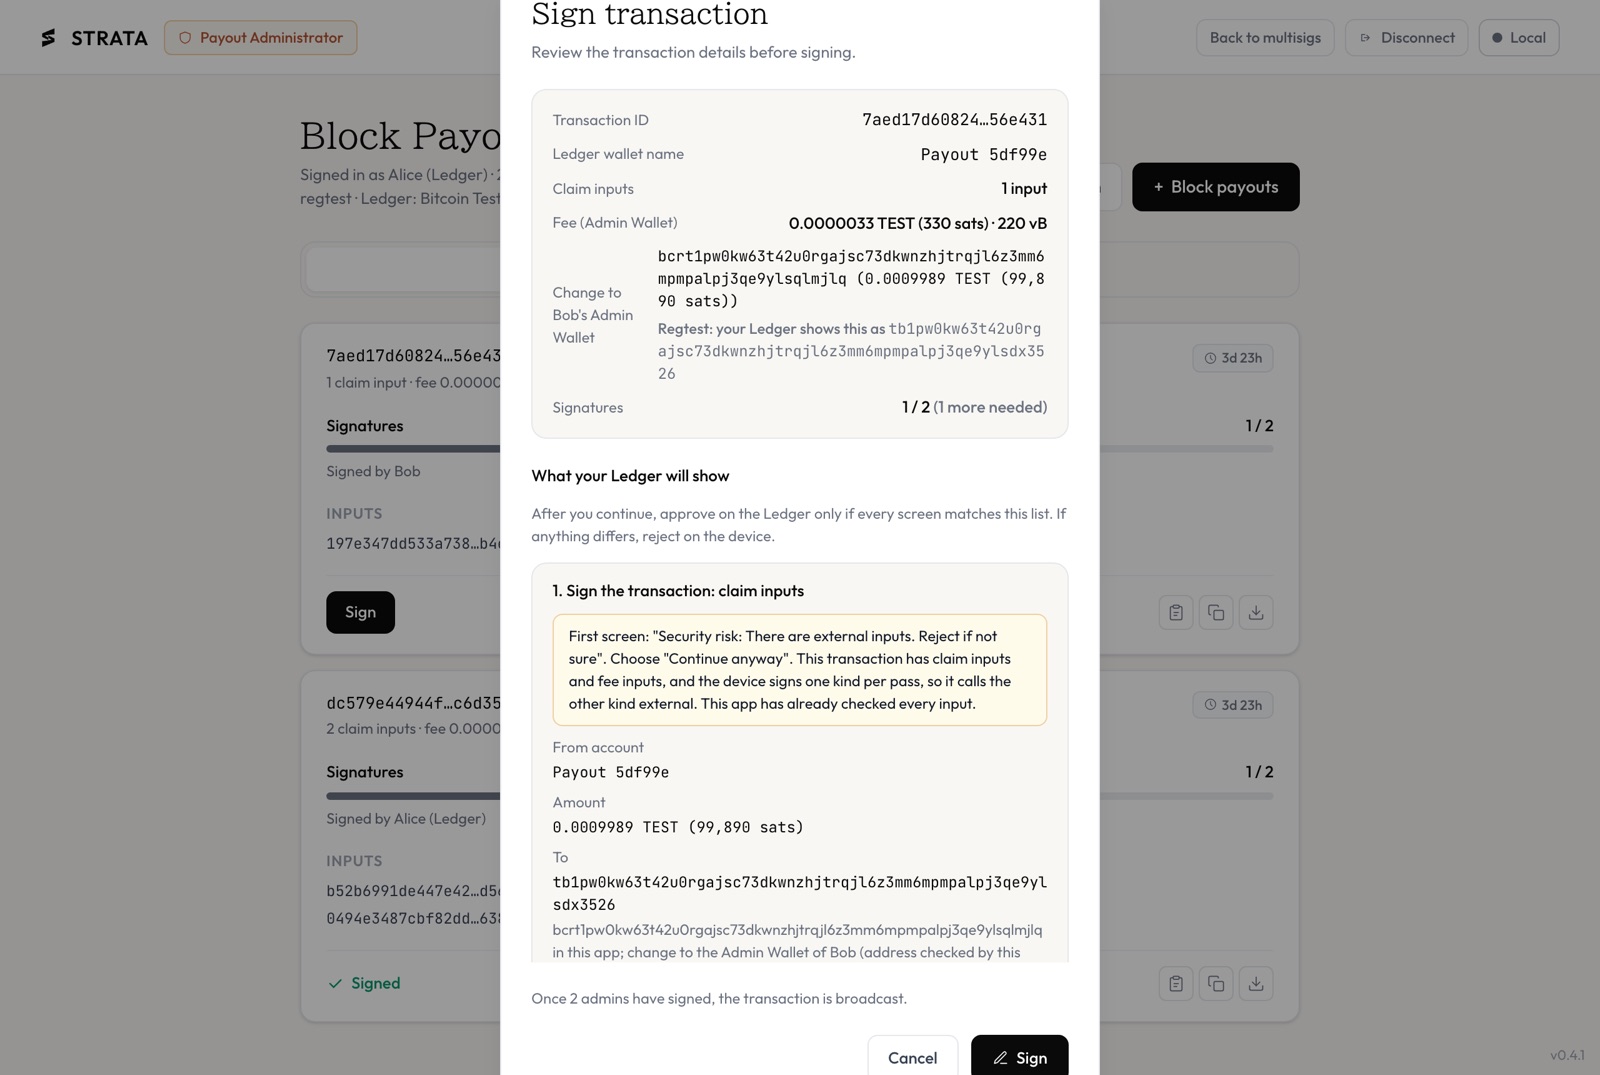 STRATA
Payout Administrator
Back to multisigs
Disconnect
Local
Block Payo
Signed in as Alice (Ledger) · 2
regtest · Ledger: Bitcoin Test
+ Block payouts
7aed17d60824…56e43
1 claim input · fee 0.00000
3d 23h
Signatures
1 / 2
Signed by Bob
INPUTS
197e347dd533a738…b4
Sign
dc579e44944f…c6d35
2 claim inputs · fee 0.0000
3d 23h
Signatures
1 / 2
Signed by Alice (Ledger)
INPUTS
b52b6991de447e42…d5
0494e3487cbf82dd…63
Signed
Sign transaction
Review the transaction details before signing.
Transaction ID
7aed17d60824…56e431
Ledger wallet name
Payout 5df99e
Claim inputs
1 input
Fee (Admin Wallet)
0.0000033 TEST (330 sats) · 220 vB
Change to
Bob's Admin
Wallet
bcrt1pw0kw63t42u0rgajsc73dkwnzhjtrqjl6z3mm6
mpmpalpj3qe9ylsqlmjlq (0.0009989 TEST (99,8
90 sats))
Regtest: your Ledger shows this as tb1pw0kw63t42u0rg
ajsc73dkwnzhjtrqjl6z3mm6mpmpalpj3qe9ylsdx35
26
Signatures
1 / 2 (1 more needed)
What your Ledger will show
After you continue, approve on the Ledger only if every screen matches this list. If
anything differs, reject on the device.
1. Sign the transaction: claim inputs
First screen: "Security risk: There are external inputs. Reject if not
sure". Choose "Continue anyway". This transaction has claim inputs
and fee inputs, and the device signs one kind per pass, so it calls the
other kind external. This app has already checked every input.
From account
Payout 5df99e
Amount
0.0009989 TEST (99,890 sats)
To
tb1pw0kw63t42u0rgajsc73dkwnzhjtrqjl6z3mm6mpmpalpj3qe9yl
sdx3526
bcrt1pw0kw63t42u0rgajsc73dkwnzhjtrqjl6z3mm6mpmpalpj3qe9ylsqlmjlq
in this app; change to the Admin Wallet of Bob (address checked by this
Once 2 admins have signed, the transaction is broadcast.
Cancel
Sign
v0.4.1